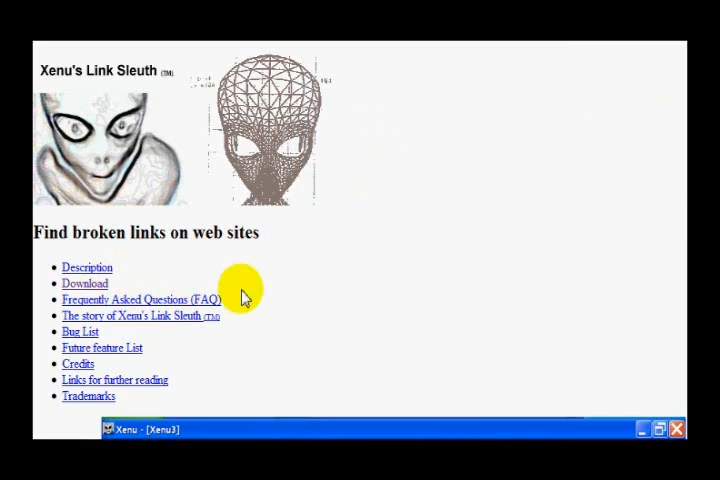 Xenu's Link Sleuth (TM)
Find broken links on web sites
Description
Download
Frequently Asked Questions (FAQ)
The story of Xenu's Link Sleuth (TM)
Bug List
Future feature List
Credits
Links for further reading
Trademarks
Xenu - [Xenu3]